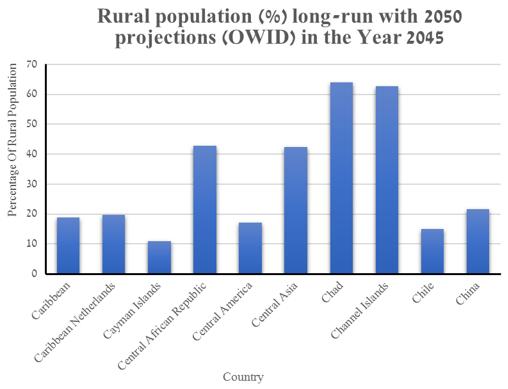 Rural population (%) long-run with 2050
projections (OWID) in the Year 2045
Percentage Of Rural Population
70
60
50
40
30
20
10
0
Caribbean
Caribbean Netherlands
Cayman Islands
Central African Republic
Central America
Central Asia
Chad
Channel Islands
Chile
China
Country